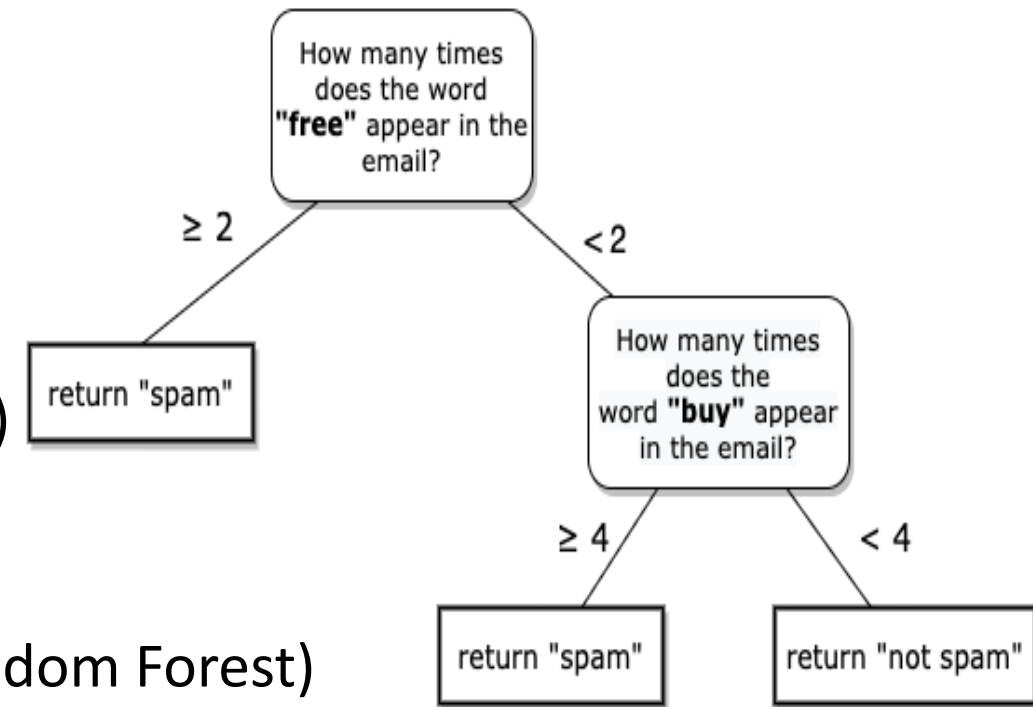 How many times
does the word
"free" appear in the
email?
≥ 2
< 2
How many times
does the
word "buy" appear
in the email?
)
return "spam"
≥ 4
< 4
dom Forest)
return "spam"
return "not spam"